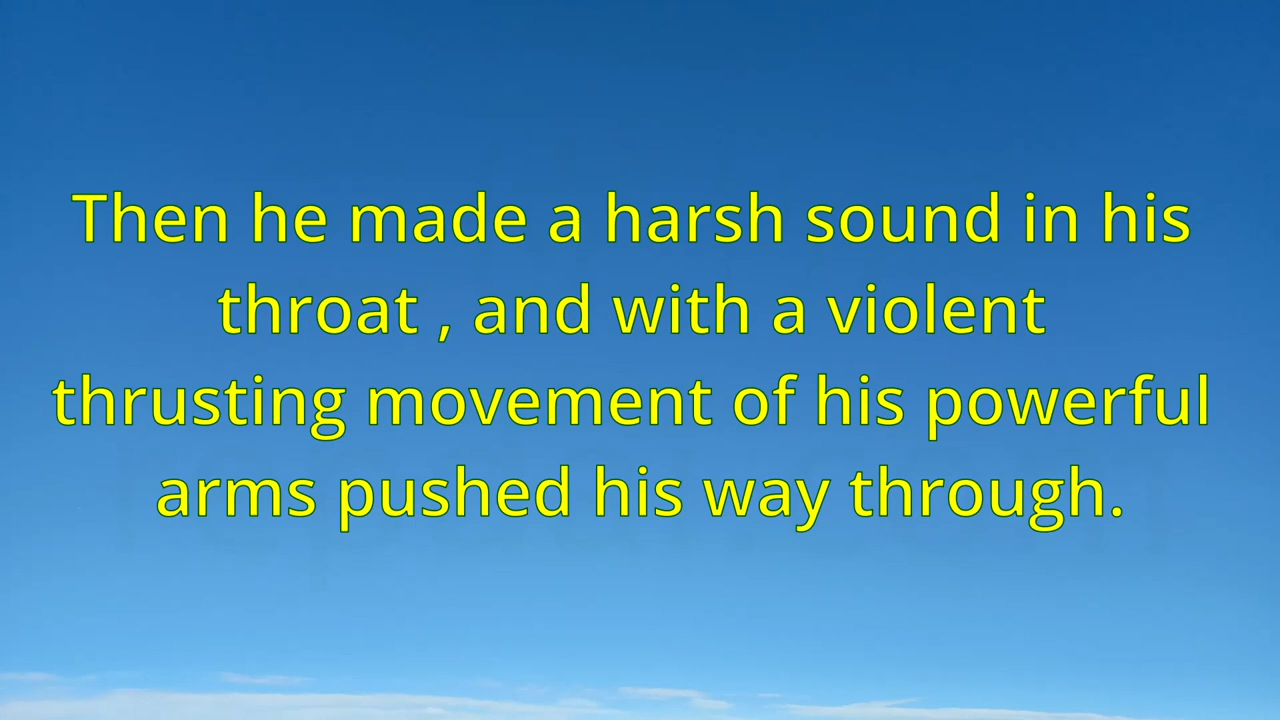 Then he made a harsh sound in his
throat , and with a violent
thrusting movement of his powerful
arms pushed his way through.